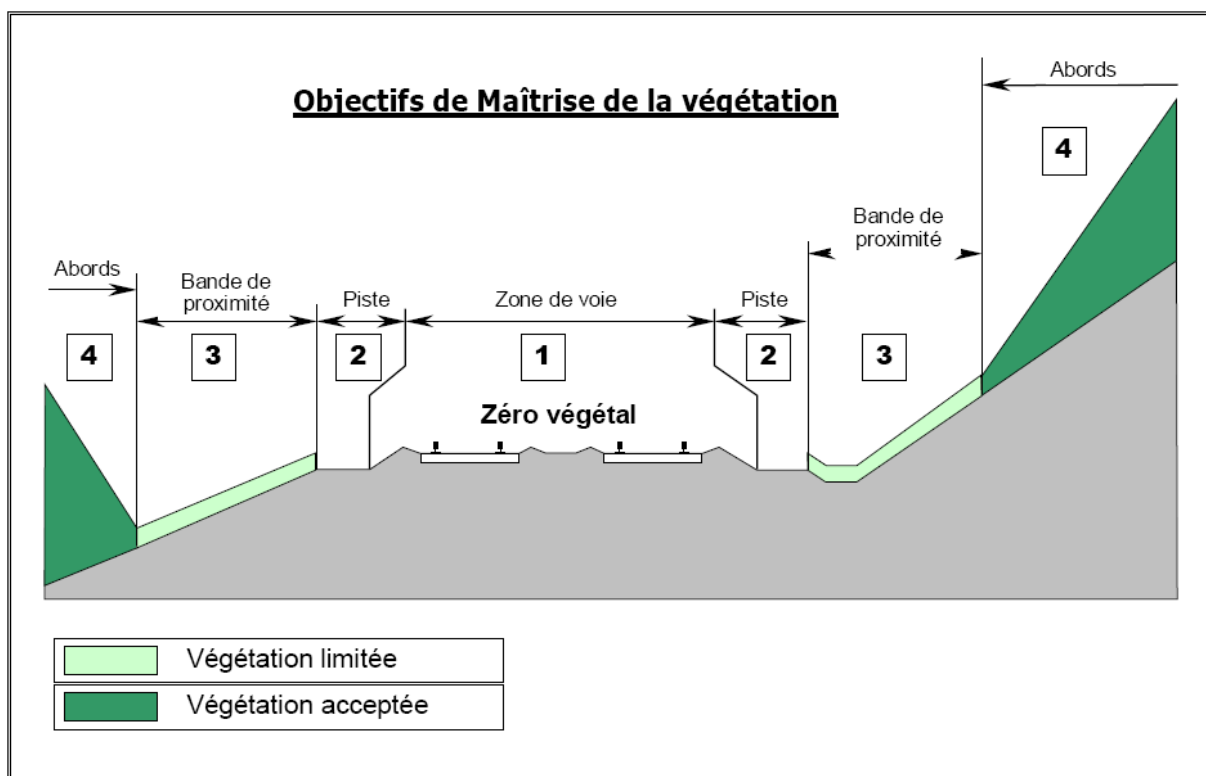 Objectifs de Maîtrise de la végétation
Abords
4
Bande de
proximité
Abords
Bande de
proximité
Piste
Zone de voie
Piste
4
3
2
1
2
3
Zéro végétal
Végétation limitée
Végétation acceptée